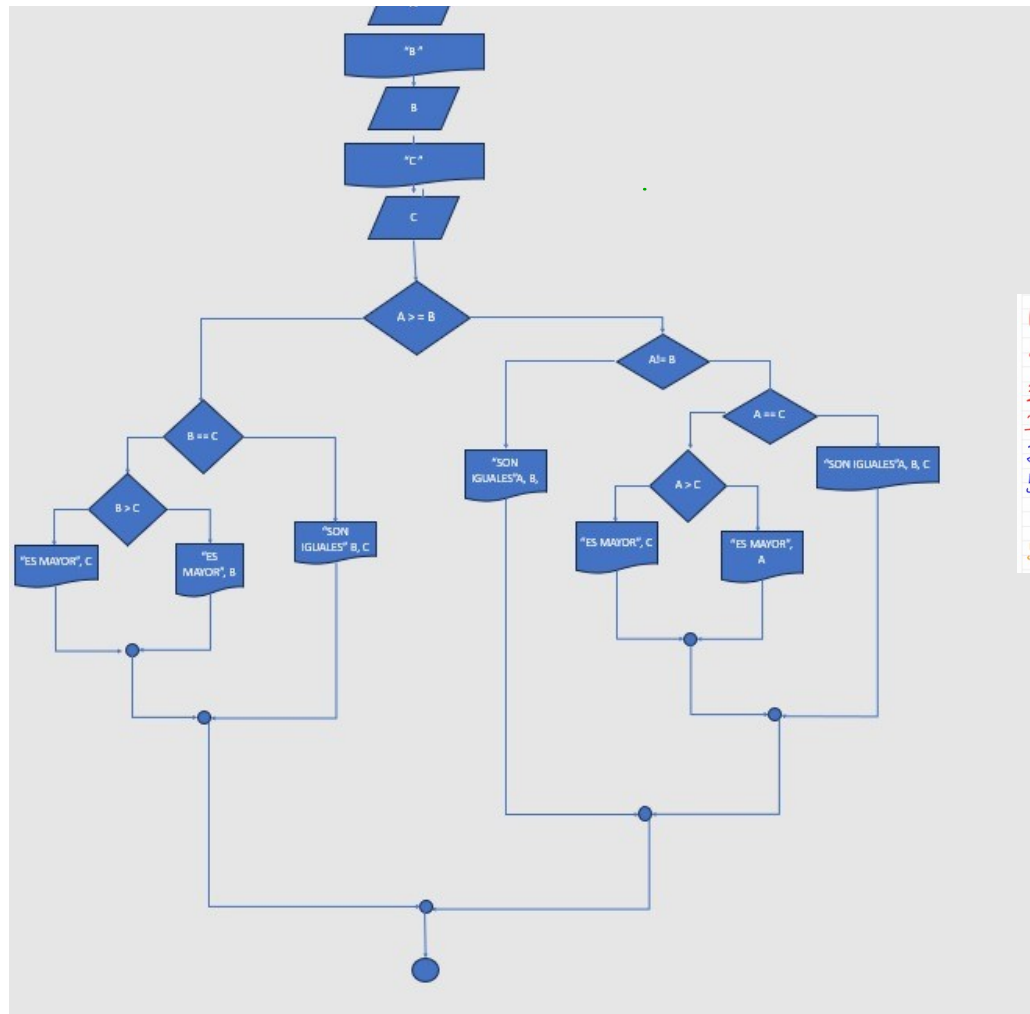 "B "
B
"C "
C
A > = B
A!= B
A == C
B == C
"SON
IGUALES"A, B,
"SON IGUALES"A, B, C
A > C
B > C
"SON
IGUALES" B, C
"ES MAYOR", C
"ES MAYOR",
A
"ES MAYOR", C
"ES
MAYOR", B